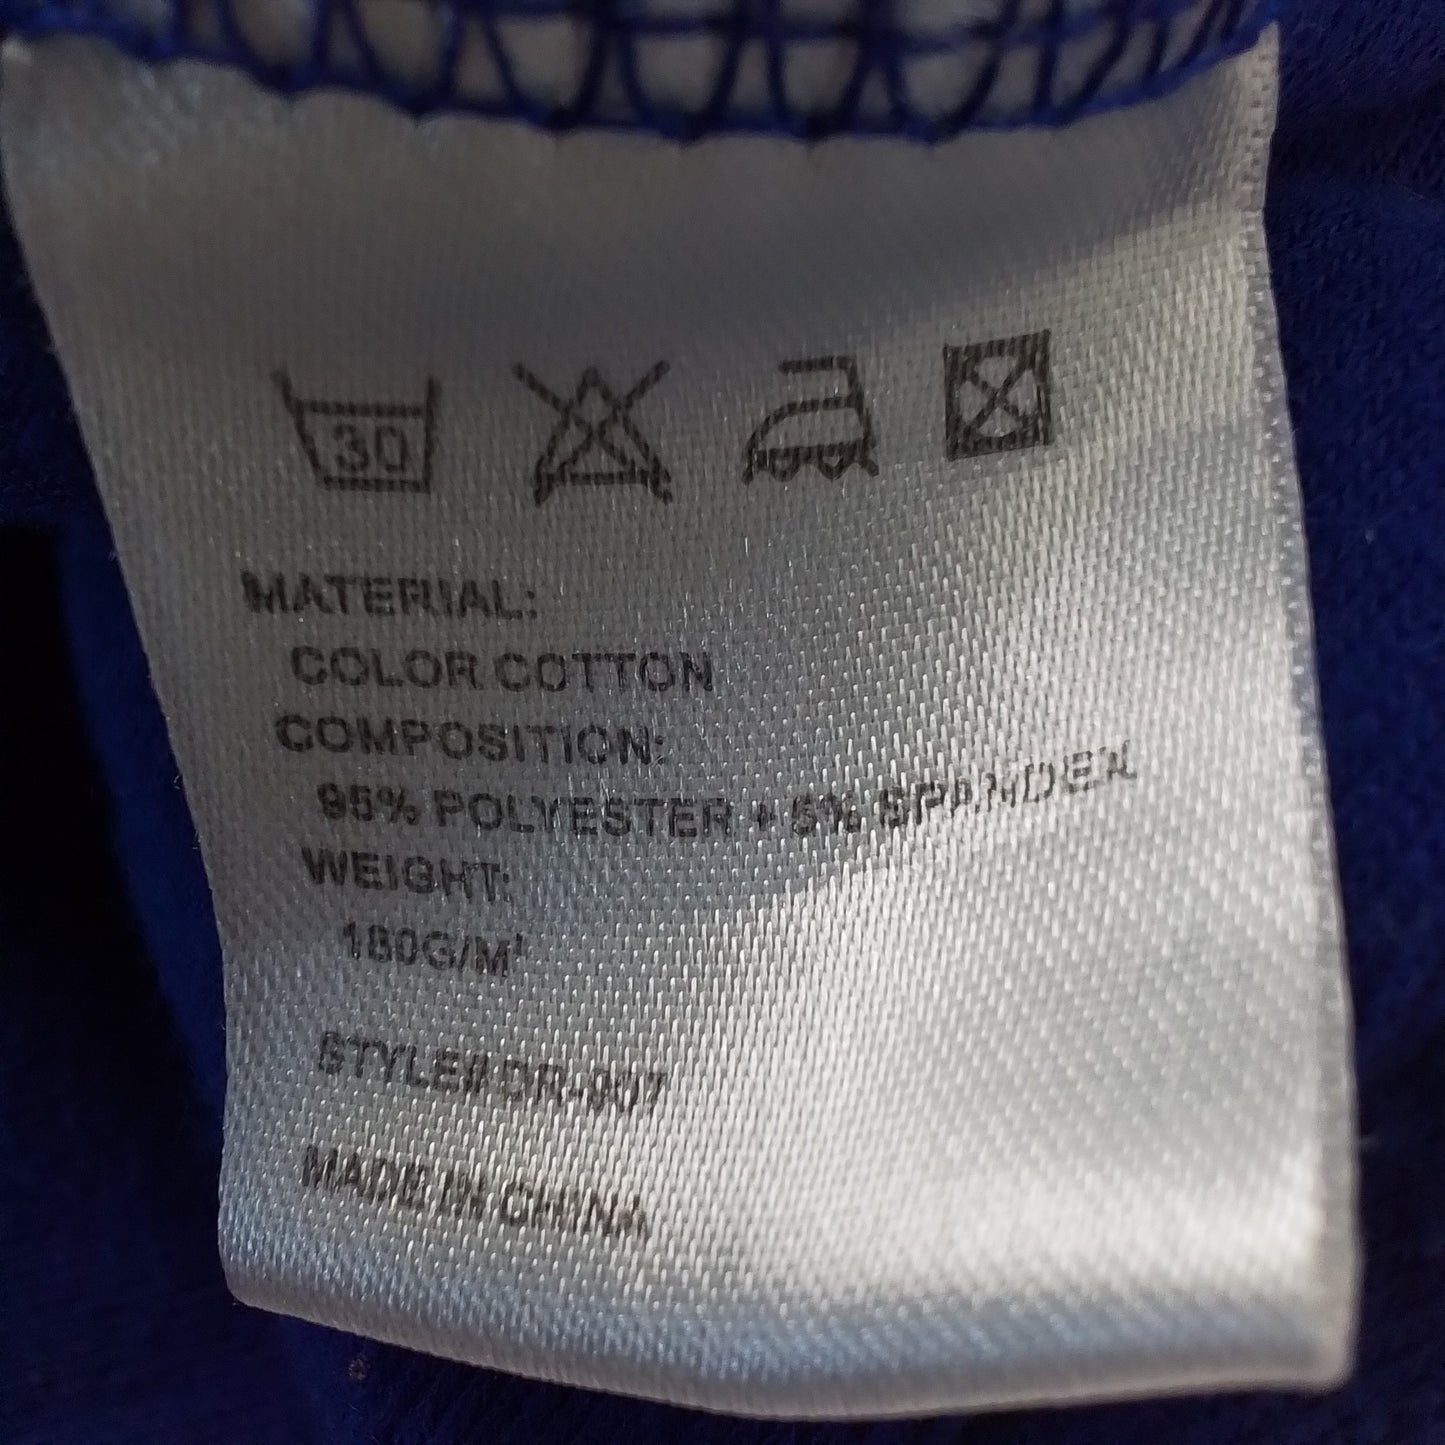 30
MATERIAL:
COLOR COTTON
COMPOSITION:
95% POLYESTER + 5% SPANDEX
WEIGHT:
180G/M²
STYLE# DR-007
MADE IN CHINA